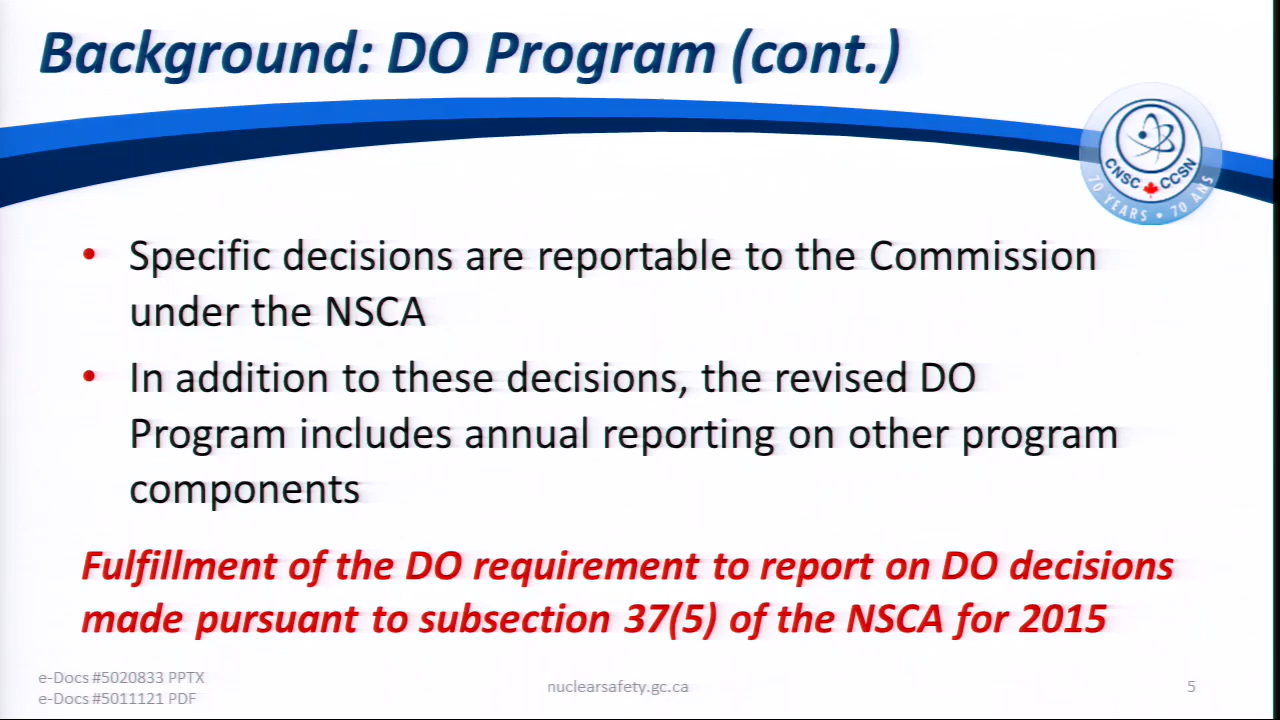 Background: DO Program (cont.)
CNSC CCSN
70 YEARS • 70 ANS
• Specific decisions are reportable to the Commission
under the NSCA
• In addition to these decisions, the revised DO
Program includes annual reporting on other program
components
Fulfillment of the DO requirement to report on DO decisions
made pursuant to subsection 37(5) of the NSCA for 2015
e-Docs #5020833 PPTX
e-Docs #5011121 PDF
nuclearsafety.gc.ca
5